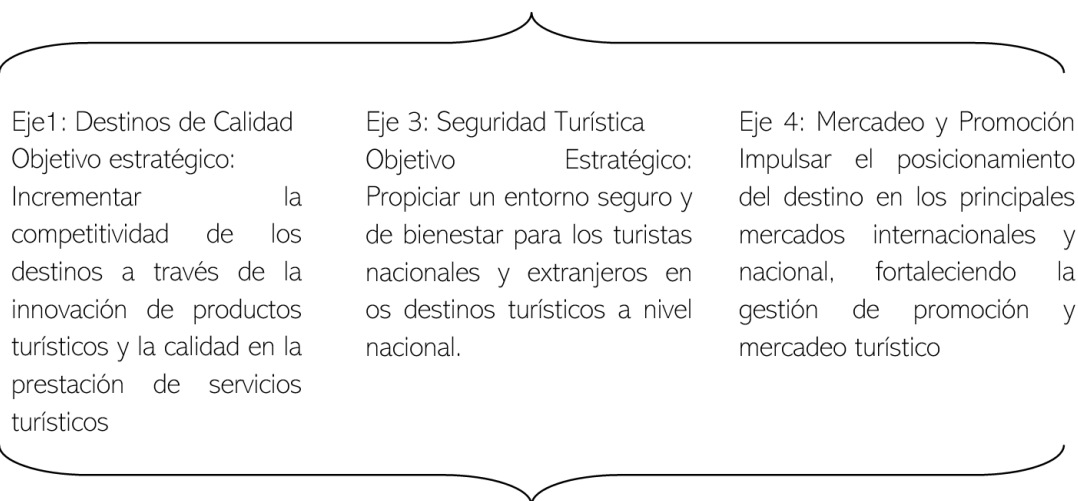 Eje1: Destinos de Calidad
Objetivo estratégico:
Incrementar la
competitividad de los
destinos a través de la
innovación de productos
turísticos y la calidad en la
prestación de servicios
turísticos
Eje 3: Seguridad Turística
Objetivo Estratégico:
Propiciar un entorno seguro y
de bienestar para los turistas
nacionales y extranjeros en
os destinos turísticos a nivel
nacional.
Eje 4: Mercadeo y Promoción
Impulsar el posicionamiento
del destino en los principales
mercados internacionales y
nacional, fortaleciendo la
gestión de promoción y
mercadeo turístico